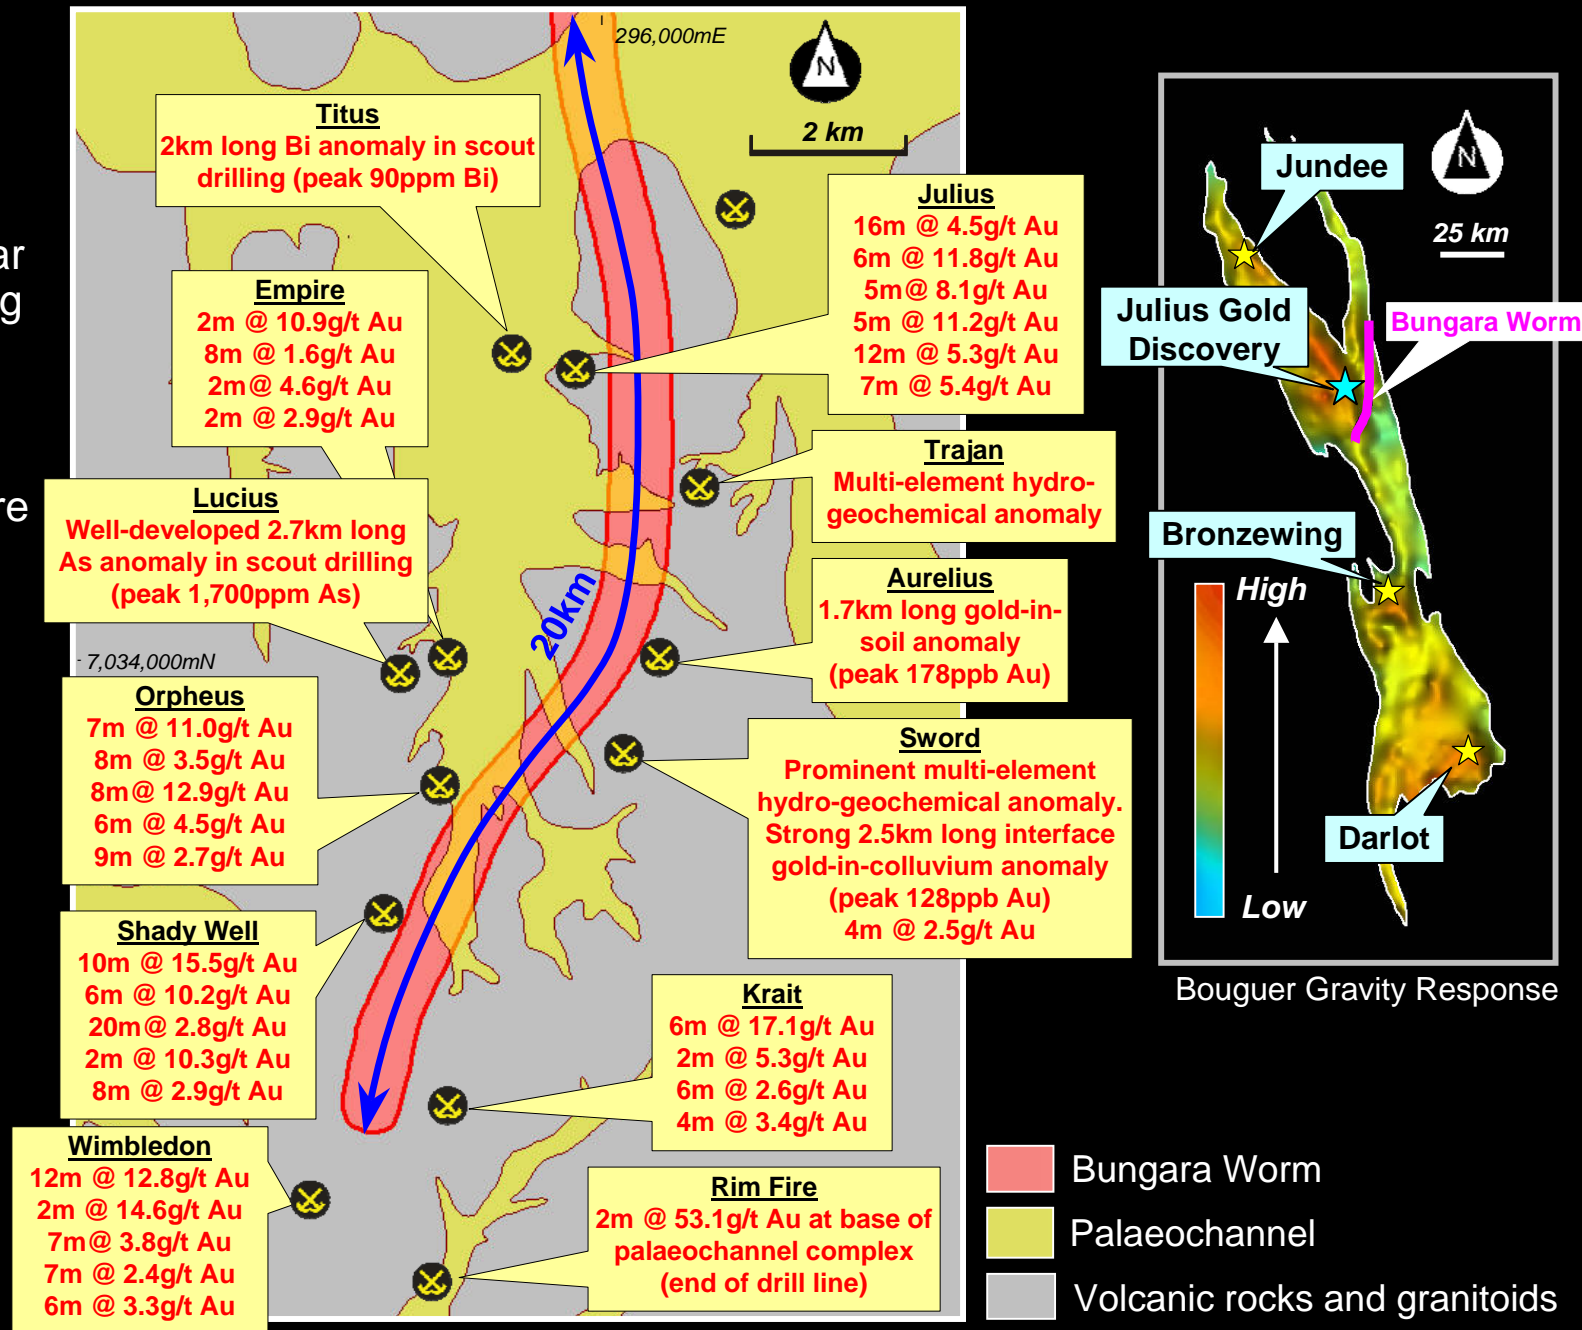 ar
g
re
296,000mE
N
2 km
Titus
2km long Bi anomaly in scout
drilling (peak 90ppm Bi)
Julius
16m @ 4.5g/t Au
6m @ 11.8g/t Au
5m@ 8.1g/t Au
5m @ 11.2g/t Au
12m @ 5.3g/t Au
7m @ 5.4g/t Au
Empire
2m @ 10.9g/t Au
8m @ 1.6g/t Au
2m@ 4.6g/t Au
2m @ 2.9g/t Au
Trajan
Multi-element hydro-
geochemical anomaly
Lucius
Well-developed 2.7km long
As anomaly in scout drilling
(peak 1,700ppm As)
Aurelius
1.7km long gold-in-
soil anomaly
(peak 178ppb Au)
20km
7,034,000mN
Orpheus
7m @ 11.0g/t Au
8m @ 3.5g/t Au
8m@ 12.9g/t Au
6m @ 4.5g/t Au
9m @ 2.7g/t Au
Sword
Prominent multi-element
hydro-geochemical anomaly.
Strong 2.5km long interface
gold-in-colluvium anomaly
(peak 128ppb Au)
4m @ 2.5g/t Au
Shady Well
10m @ 15.5g/t Au
6m @ 10.2g/t Au
20m@ 2.8g/t Au
2m @ 10.3g/t Au
8m @ 2.9g/t Au
Krait
6m @ 17.1g/t Au
2m @ 5.3g/t Au
6m @ 2.6g/t Au
4m @ 3.4g/t Au
Wimbledon
12m @ 12.8g/t Au
2m @ 14.6g/t Au
7m@ 3.8g/t Au
7m @ 2.4g/t Au
6m @ 3.3g/t Au
Rim Fire
2m @ 53.1g/t Au at base of
palaeochannel complex
(end of drill line)
Jundee
N
25 km
Julius Gold
Discovery
Bungara Worm
Bronzewing
High
Low
Darlot
Bouguer Gravity Response
Bungara Worm
Palaeochannel
Volcanic rocks and granitoids